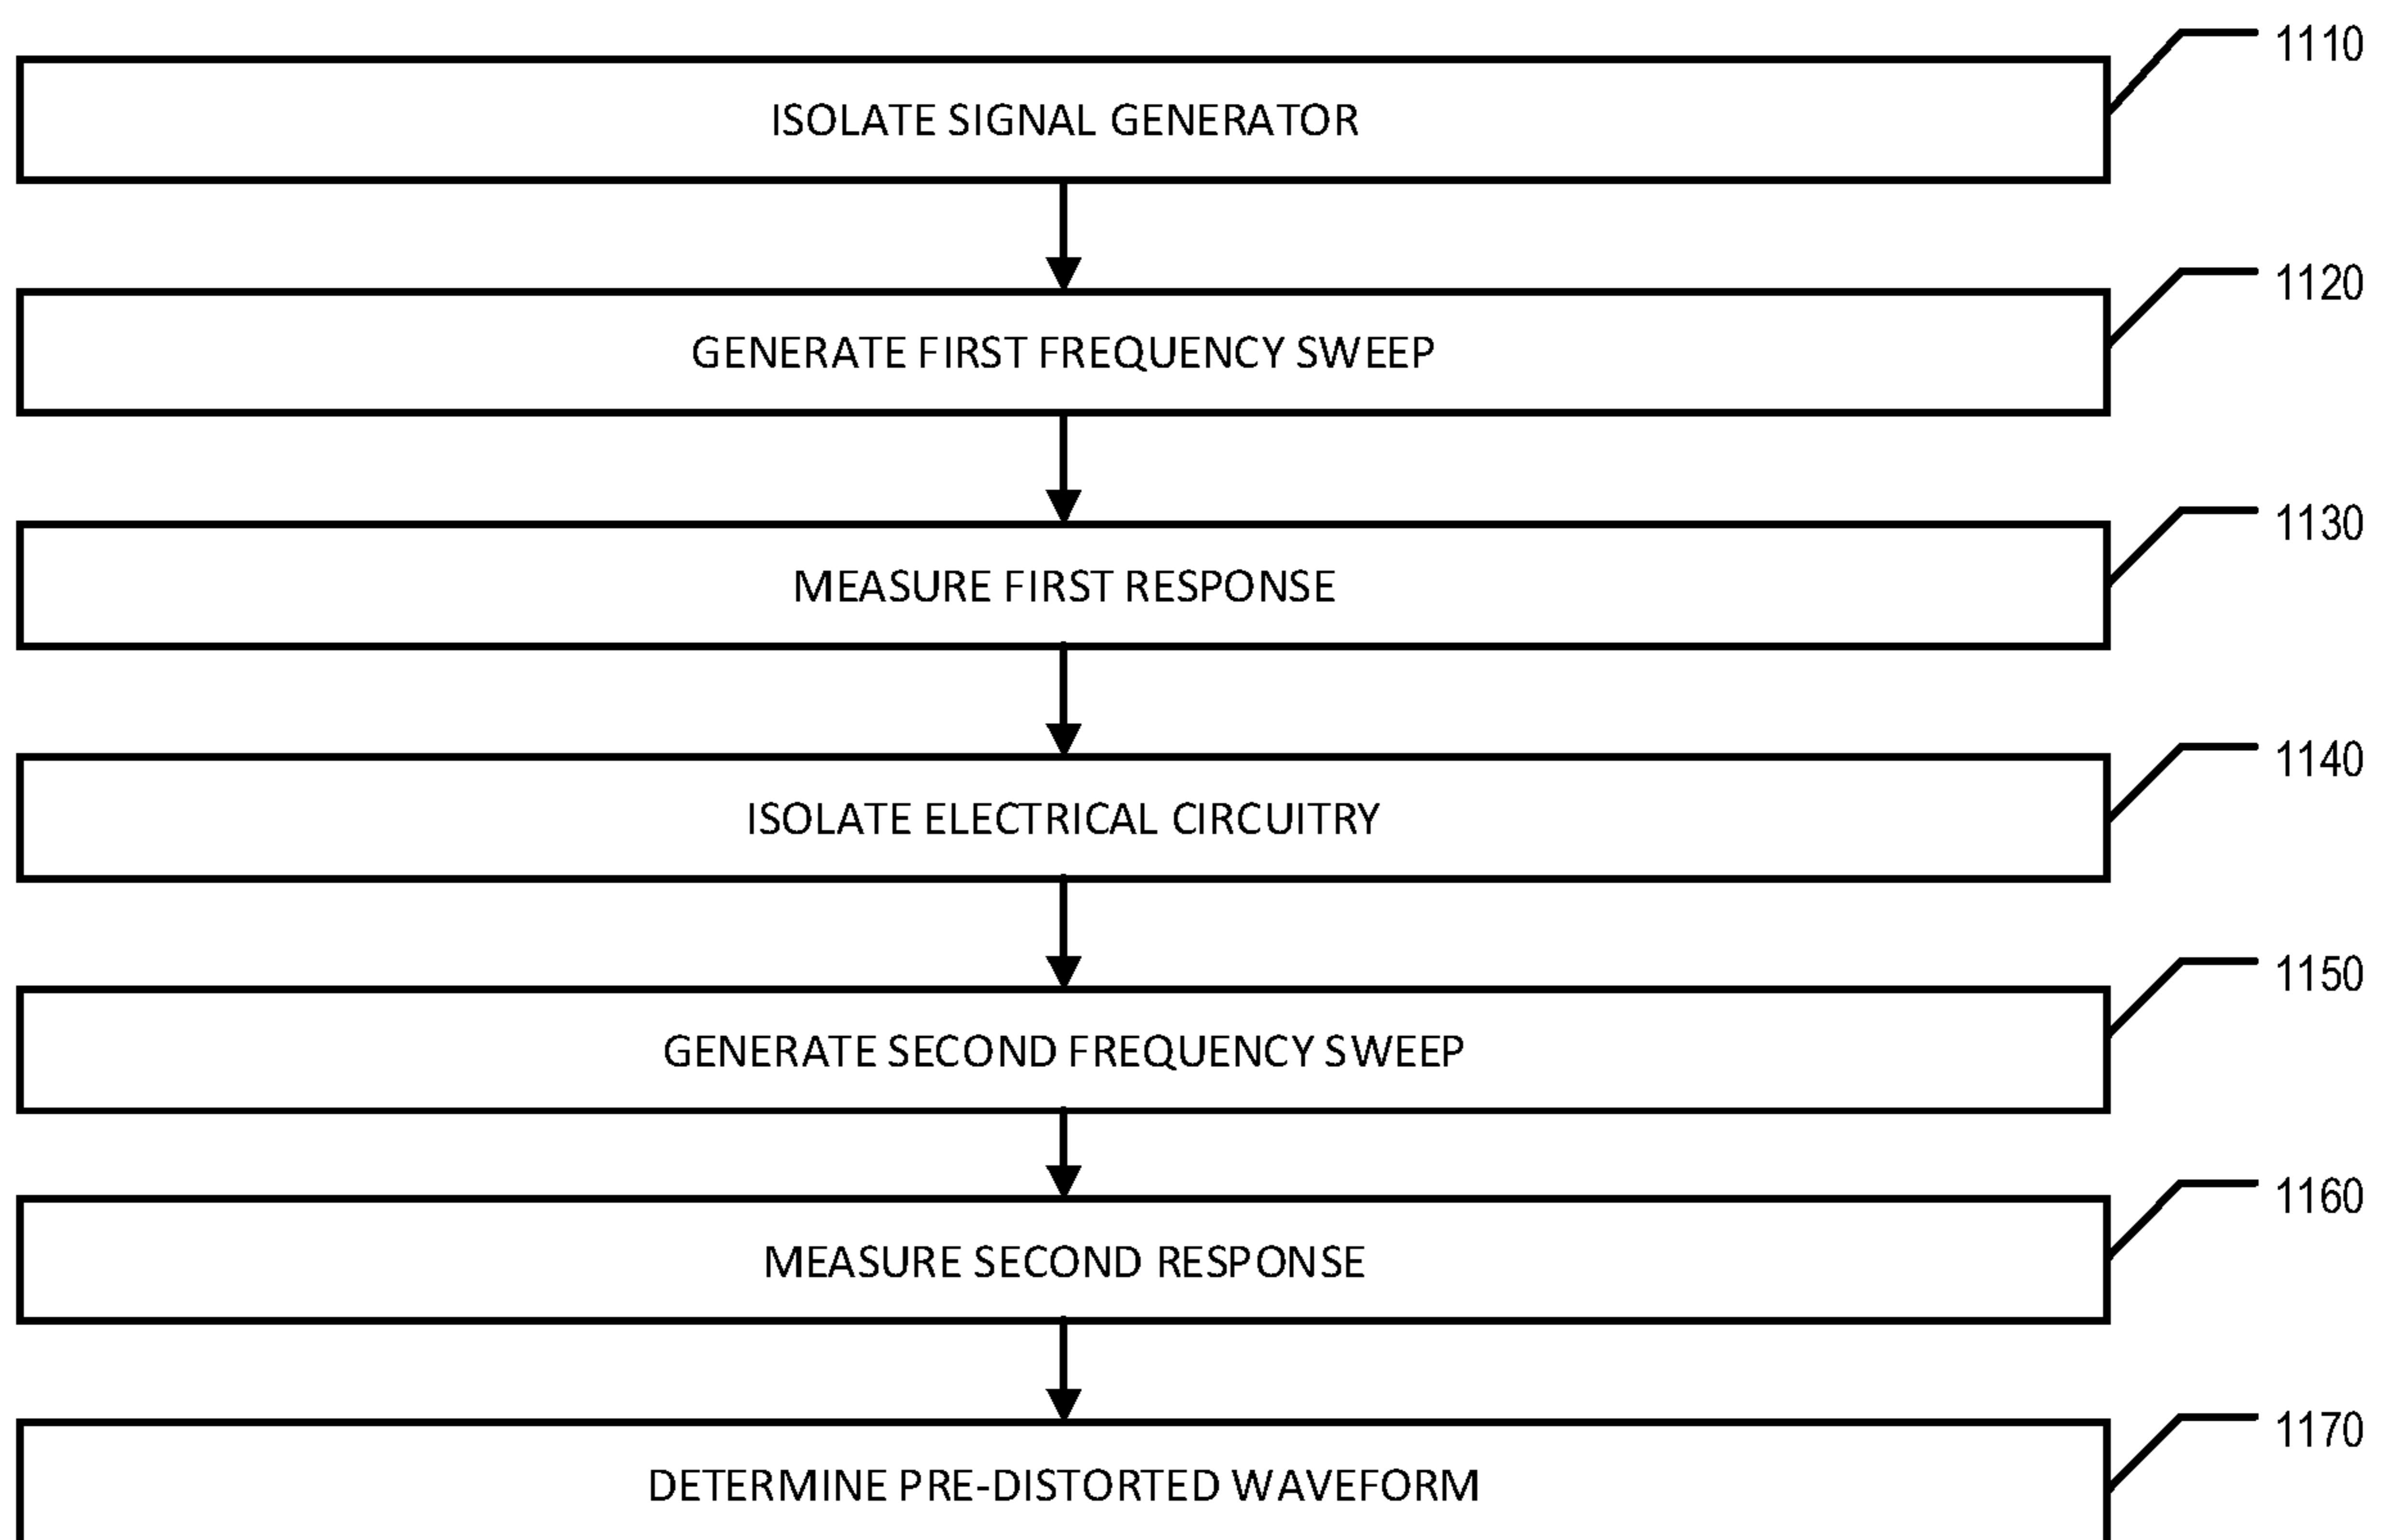 1110
ISOLATE SIGNAL GENERATOR
1120
GENERATE FIRST FREQUENCY SWEEP
1130
MEASURE FIRST RESPONSE
1140
ISOLATE ELECTRICAL CIRCUITRY
1150
GENERATE SECOND FREQUENCY SWEEP
1160
MEASURE SECOND RESPONSE
1170
DETERMINE PRE-DISTORTED WAVEFORM